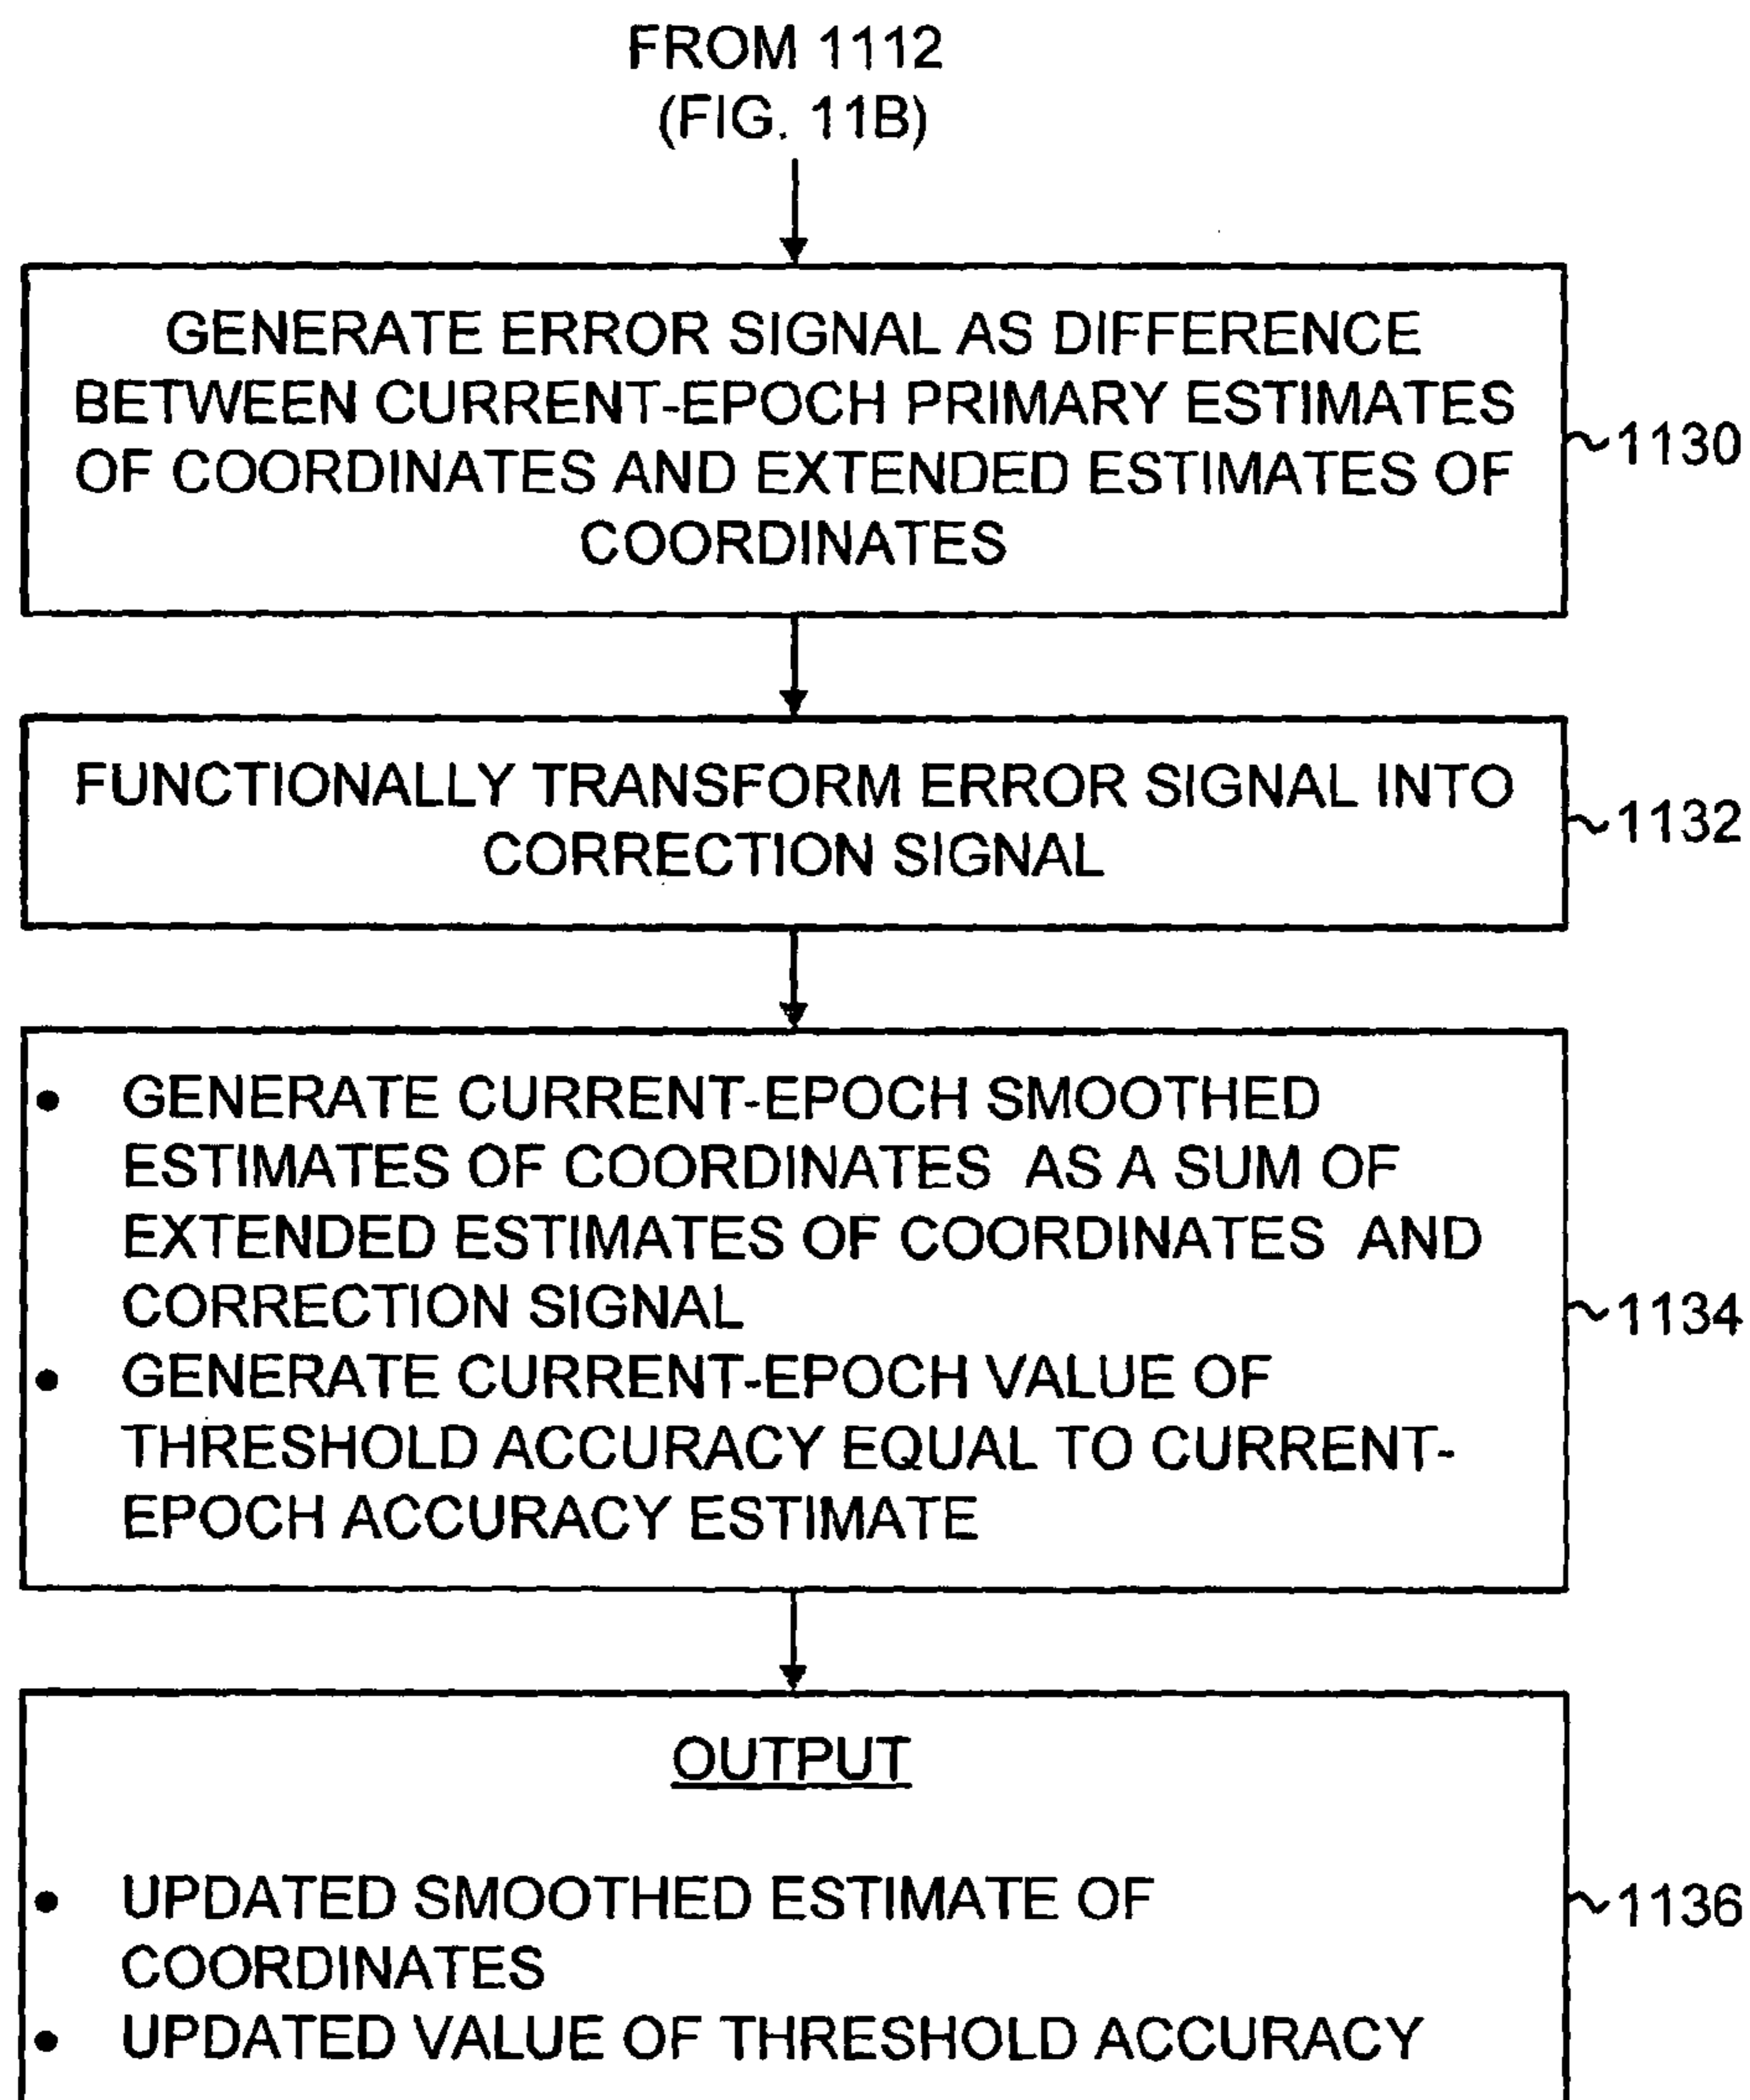 FROM 1112
(FIG. 11B)
GENERATE ERROR SIGNAL AS DIFFERENCE
BETWEEN CURRENT-EPOCH PRIMARY ESTIMATES
OF COORDINATES AND EXTENDED ESTIMATES OF
COORDINATES
1130
FUNCTIONALLY TRANSFORM ERROR SIGNAL INTO
CORRECTION SIGNAL
1132
• GENERATE CURRENT-EPOCH SMOOTHED
ESTIMATES OF COORDINATES AS A SUM OF
EXTENDED ESTIMATES OF COORDINATES AND
CORRECTION SIGNAL
• GENERATE CURRENT-EPOCH VALUE OF
THRESHOLD ACCURACY EQUAL TO CURRENT-
EPOCH ACCURACY ESTIMATE
1134
OUTPUT
• UPDATED SMOOTHED ESTIMATE OF
COORDINATES
• UPDATED VALUE OF THRESHOLD ACCURACY
1136